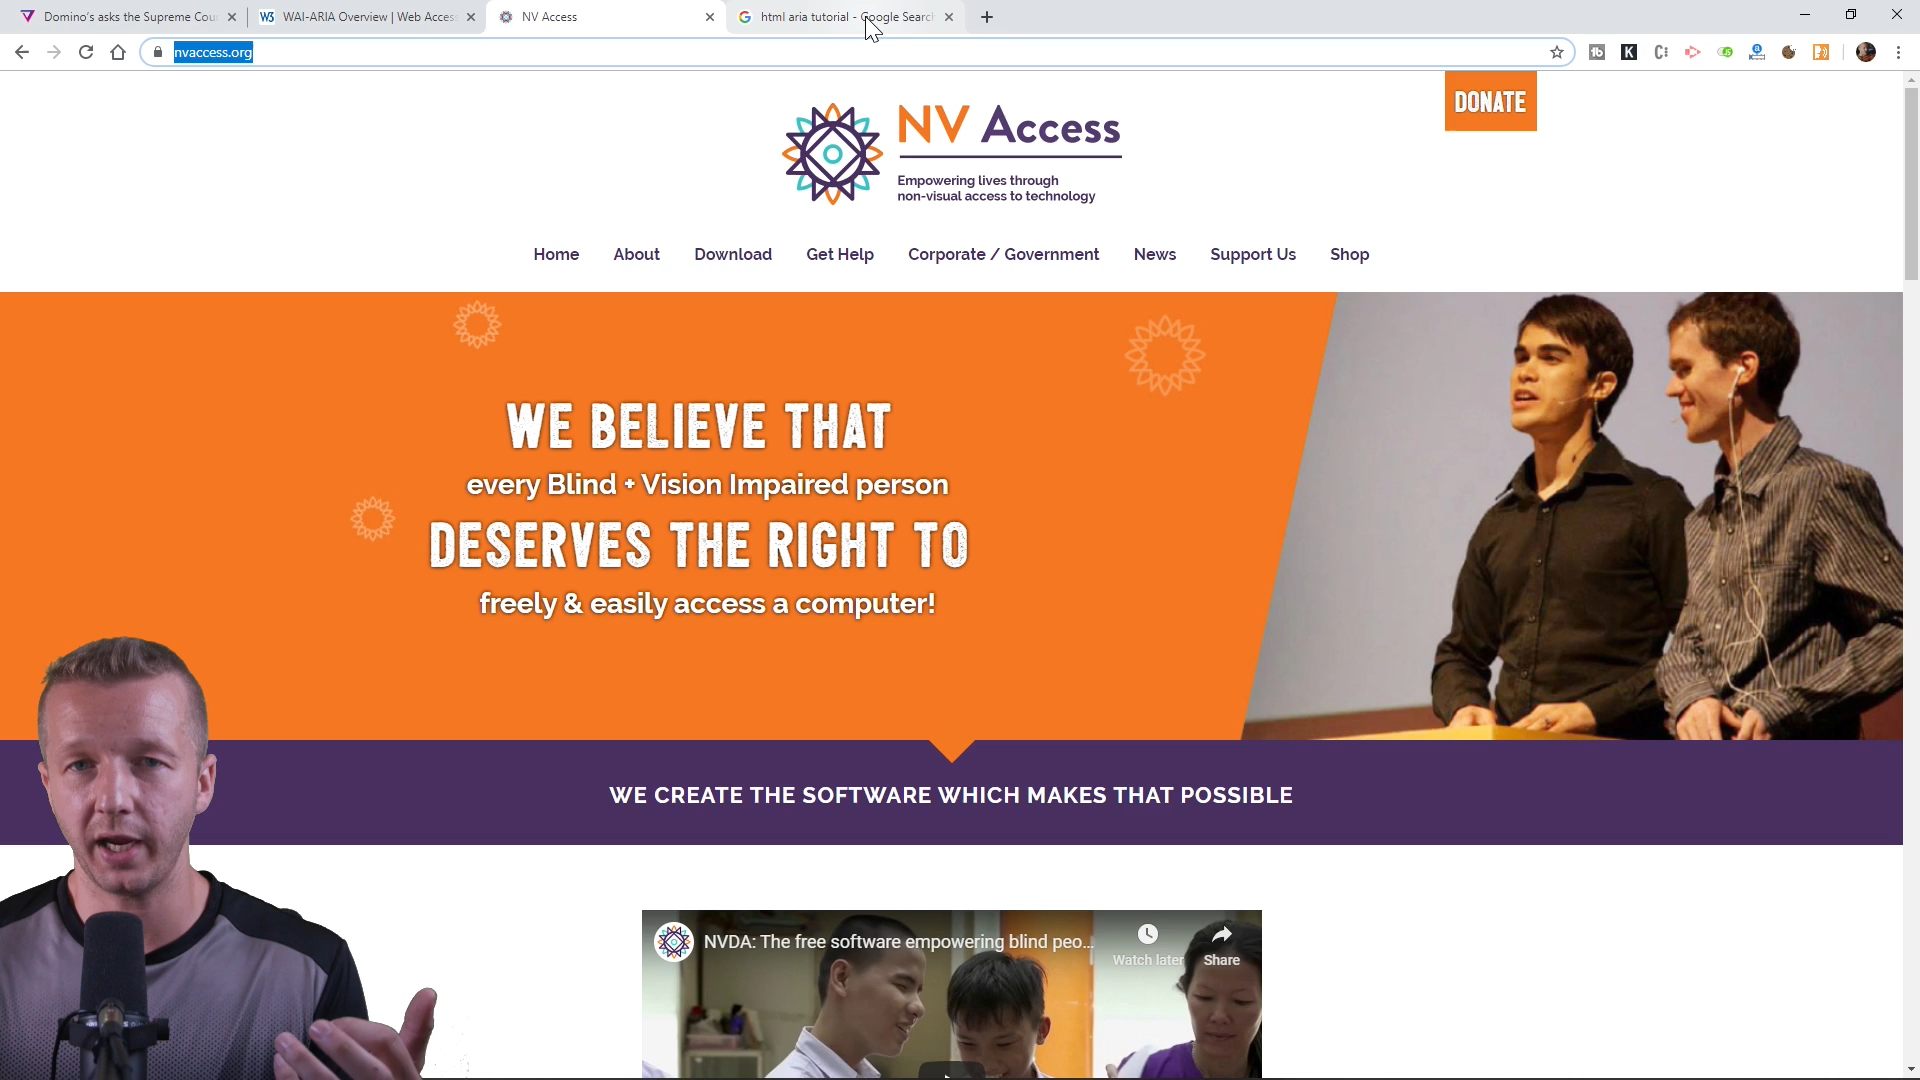 Domino's asks the Supreme Cour
W3 WAI-ARIA Overview | Web Access
NV Access
html aria tutorial - Google Search
nvaccess.org
DONATE
NV Access
Empowering lives through
non-visual access to technology
Home About Download Get Help Corporate / Government News Support Us Shop
WE BELIEVE THAT
every Blind + Vision Impaired person
DESERVES THE RIGHT TO
freely & easily access a computer!
WE CREATE THE SOFTWARE WHICH MAKES THAT POSSIBLE
NVDA: The free software empowering blind peo...
Watch later
Share